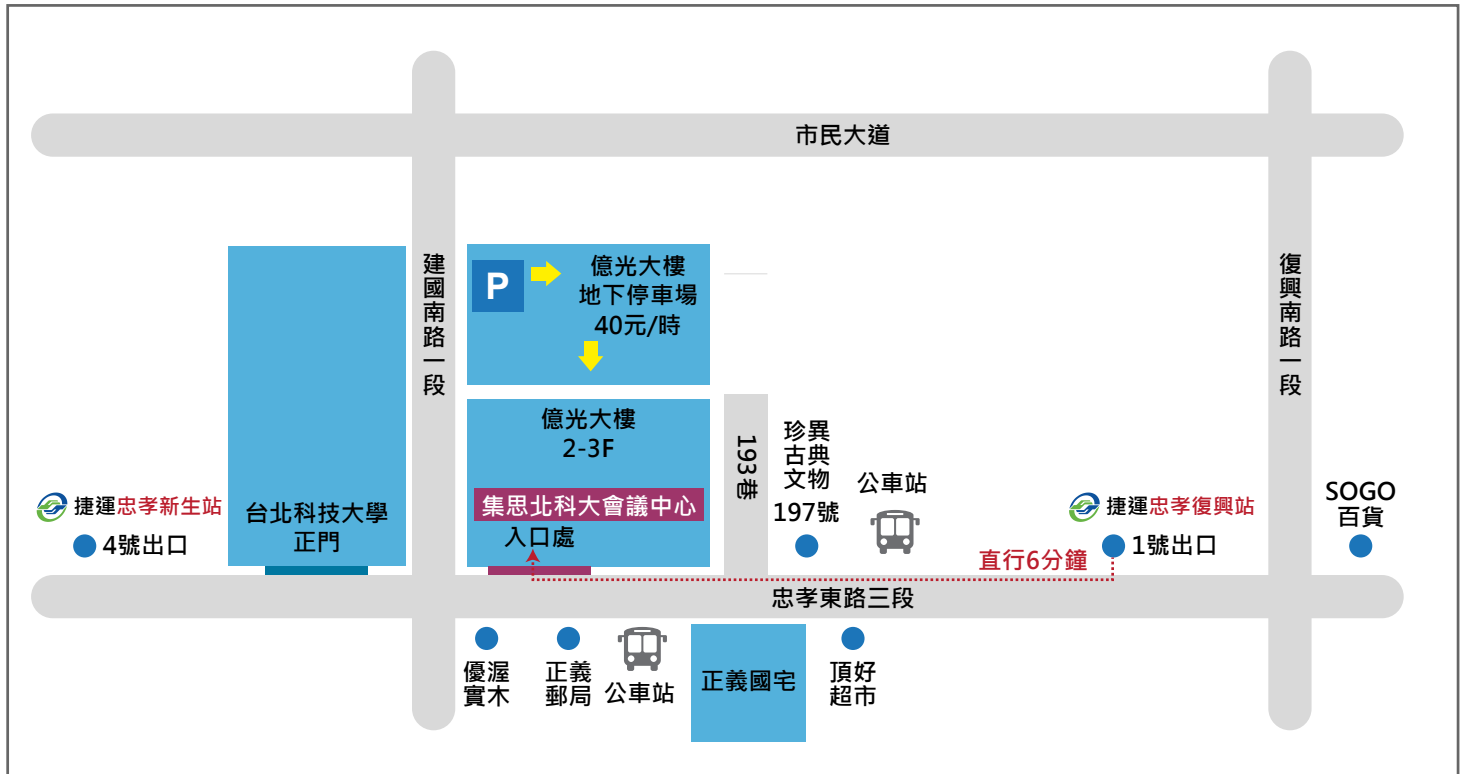 市民大道
建國南路一段
復興南路一段
P
億光大樓
地下停車場
40元/時
億光大樓
2-3F
集思北科大會議中心
入口處
193巷
珍異
古典
文物
197號
公車站
捷運忠孝新生站
4號出口
台北科技大學
正門
捷運忠孝復興站
1號出口
SOGO
百貨
直行6分鐘
忠孝東路三段
優渥
實木
正義
郵局
公車站
正義國宅
頂好
超市